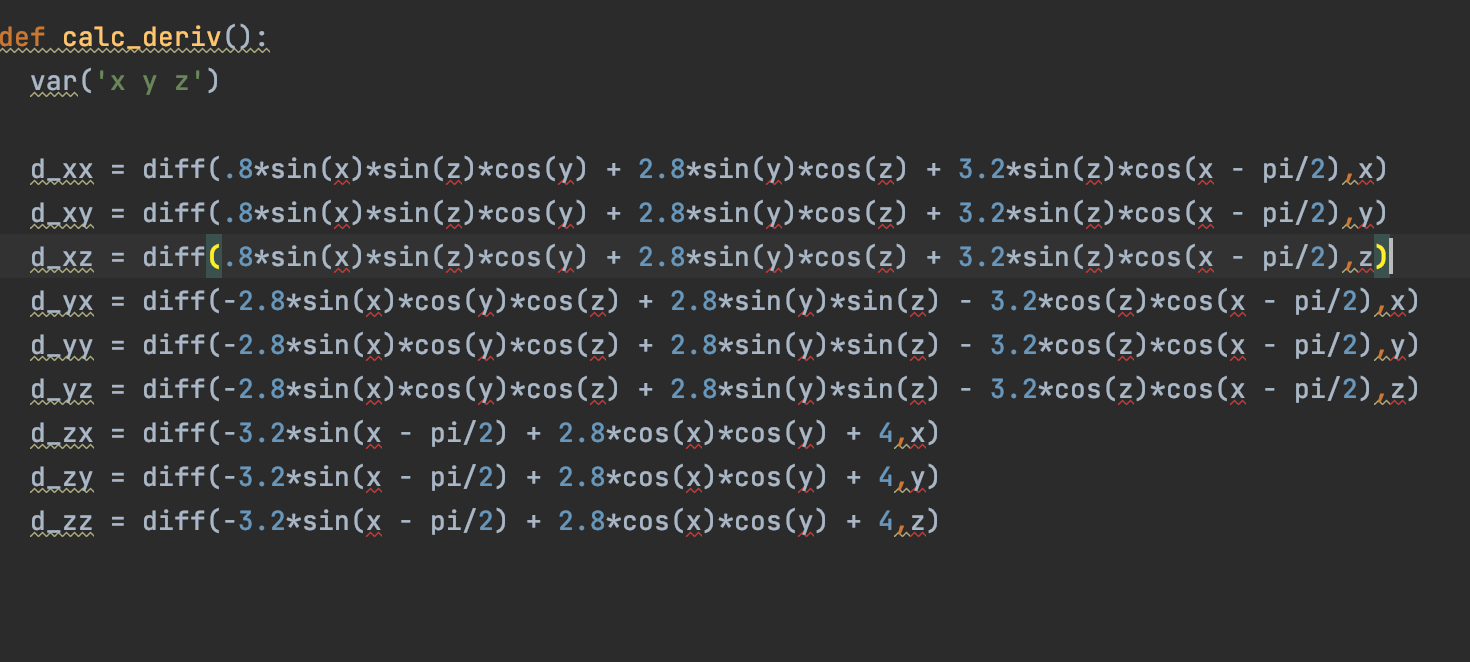 def calc_deriv():
var('x y z')
d_xx = diff(.8*sin(x)*sin(z)*cos(y) + 2.8*sin(y)*cos(z) + 3.2*sin(z)*cos(x - pi/2),x)
d_xy = diff(.8*sin(x)*sin(z)*cos(y) + 2.8*sin(y)*cos(z) + 3.2*sin(z)*cos(x - pi/2),y)
d_xz = diff(.8*sin(x)*sin(z)*cos(y) + 2.8*sin(y)*cos(z) + 3.2*sin(z)*cos(x - pi/2),z)
d_yx = diff(-2.8*sin(x)*cos(y)*cos(z) + 2.8*sin(y)*sin(z) - 3.2*cos(z)*cos(x - pi/2),x)
d_yy = diff(-2.8*sin(x)*cos(y)*cos(z) + 2.8*sin(y)*sin(z) - 3.2*cos(z)*cos(x - pi/2),y)
d_yz = diff(-2.8*sin(x)*cos(y)*cos(z) + 2.8*sin(y)*sin(z) - 3.2*cos(z)*cos(x - pi/2),z)
d_zx = diff(-3.2*sin(x - pi/2) + 2.8*cos(x)*cos(y) + 4,x)
d_zy = diff(-3.2*sin(x - pi/2) + 2.8*cos(x)*cos(y) + 4,y)
d_zz = diff(-3.2*sin(x - pi/2) + 2.8*cos(x)*cos(y) + 4,z)